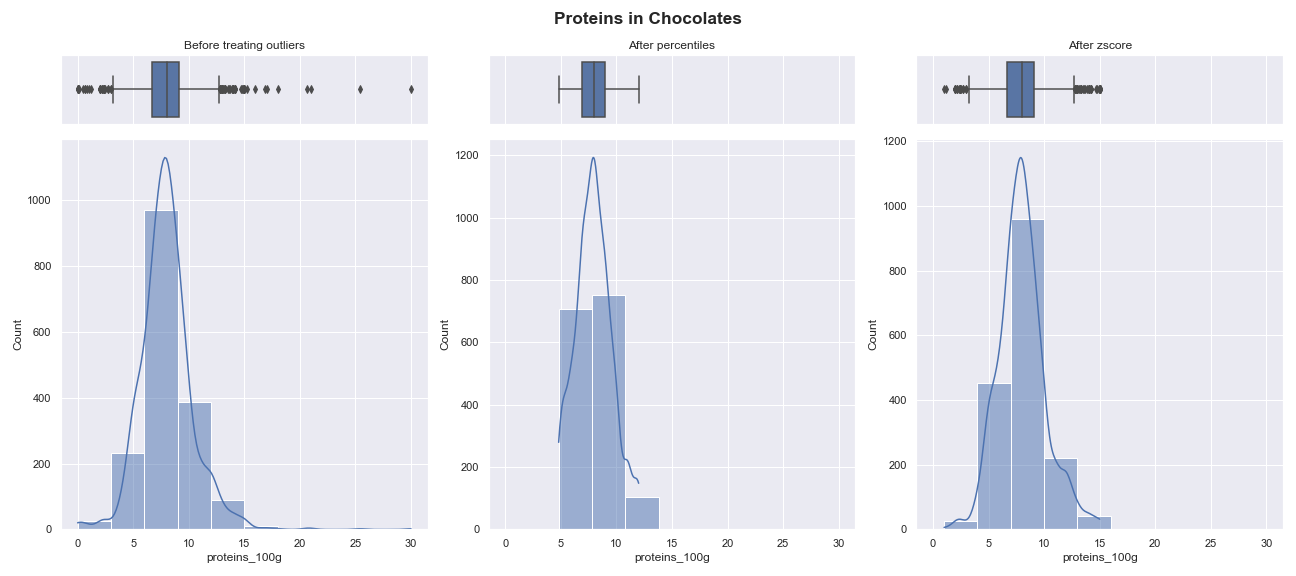 Proteins in Chocolates
Before treating outliers
After percentiles
After zscore
Count
1000
800
600
400
200
0
0 5 10 15 20 25 30
proteins_100g
Count
1200
1000
800
600
400
200
0
0 5 10 15 20 25 30
proteins_100g
Count
1200
1000
800
600
400
200
0
0 5 10 15 20 25 30
proteins_100g